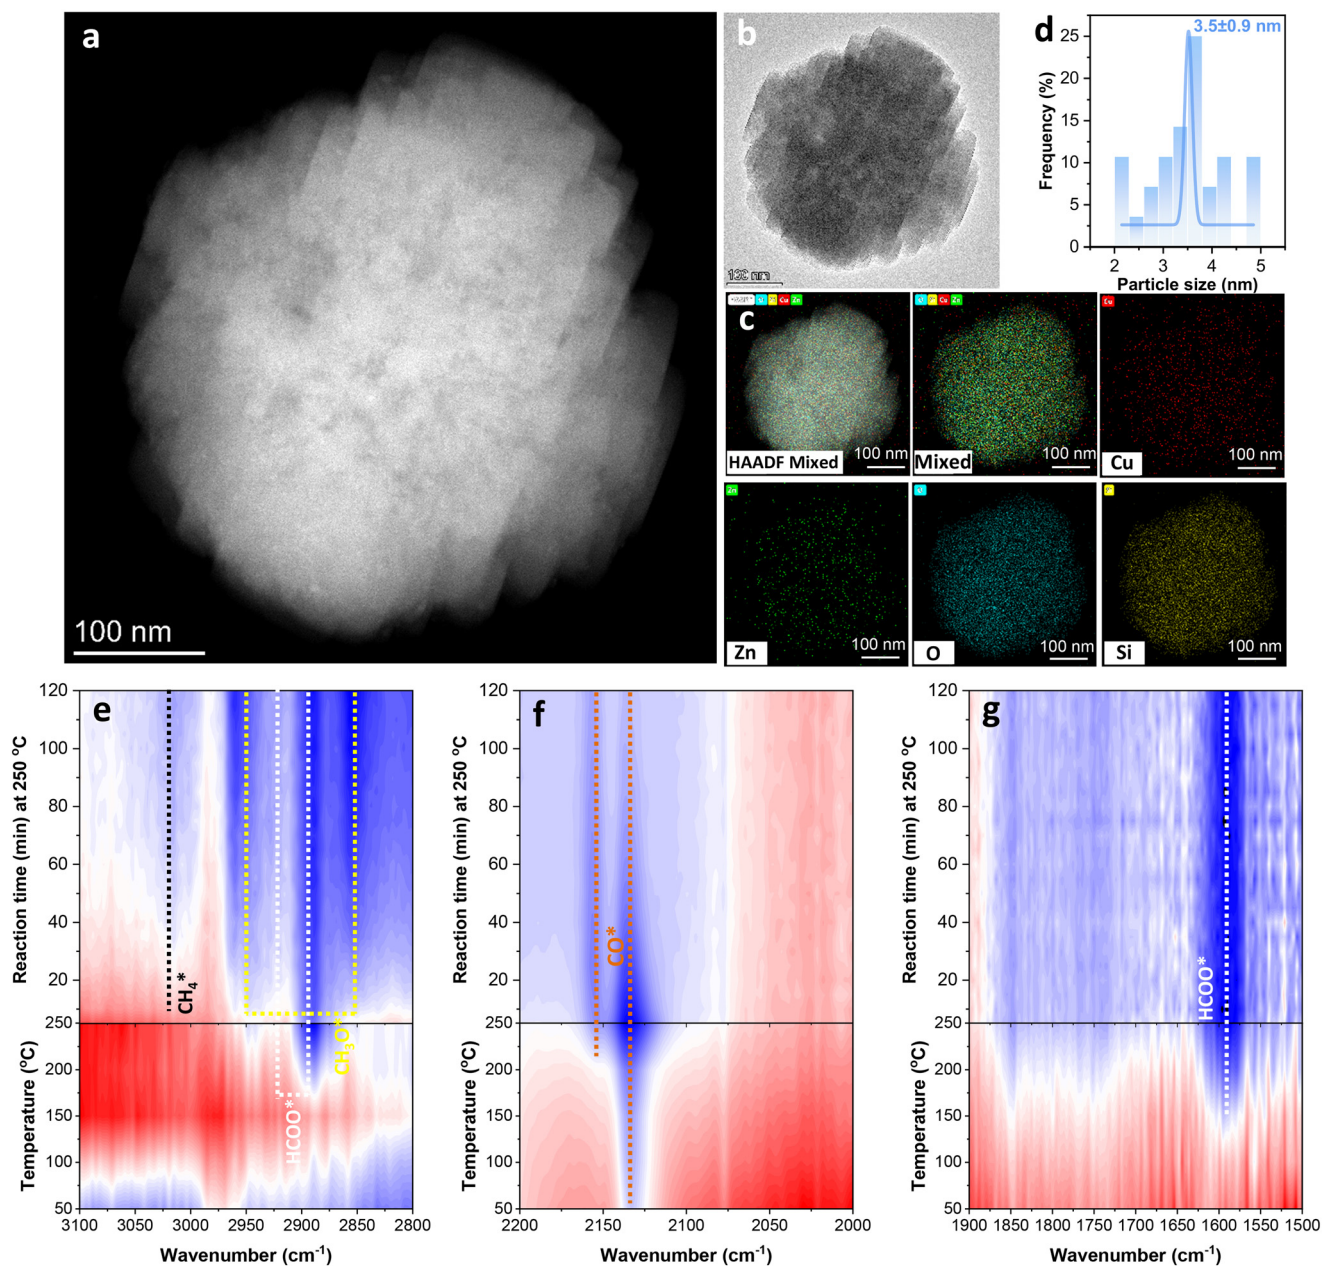 a
100 nm
b
100 nm
d
3.5±0.9 nm
Frequency (%)
25
20
15
10
5
0
2 3 4 5
Particle size (nm)
c
Cu Zn
HAADF Mixed
100 nm
Cu Zn
Mixed
100 nm
Cu
Cu
100 nm
Zn
Zn
100 nm
O
100 nm
Si
100 nm
e
Reaction time (min) at 250 °C
120
100
80
60
40
20
250
Temperature (°C)
200
150
100
50
CH₄*
CH₃O*
HCOO*
3100 3050 3000 2950 2900 2850 2800
Wavenumber (cm⁻¹)
f
Reaction time (min) at 250 °C
120
100
80
60
40
20
250
Temperature (°C)
200
150
100
50
CO*
2200 2150 2100 2050 2000
Wavenumber (cm⁻¹)
g
Reaction time (min) at 250 °C
120
100
80
60
40
20
250
Temperature (°C)
200
150
100
50
HCOO*
1900 1850 1800 1750 1700 1650 1600 1550 1500
Wavenumber (cm⁻¹)